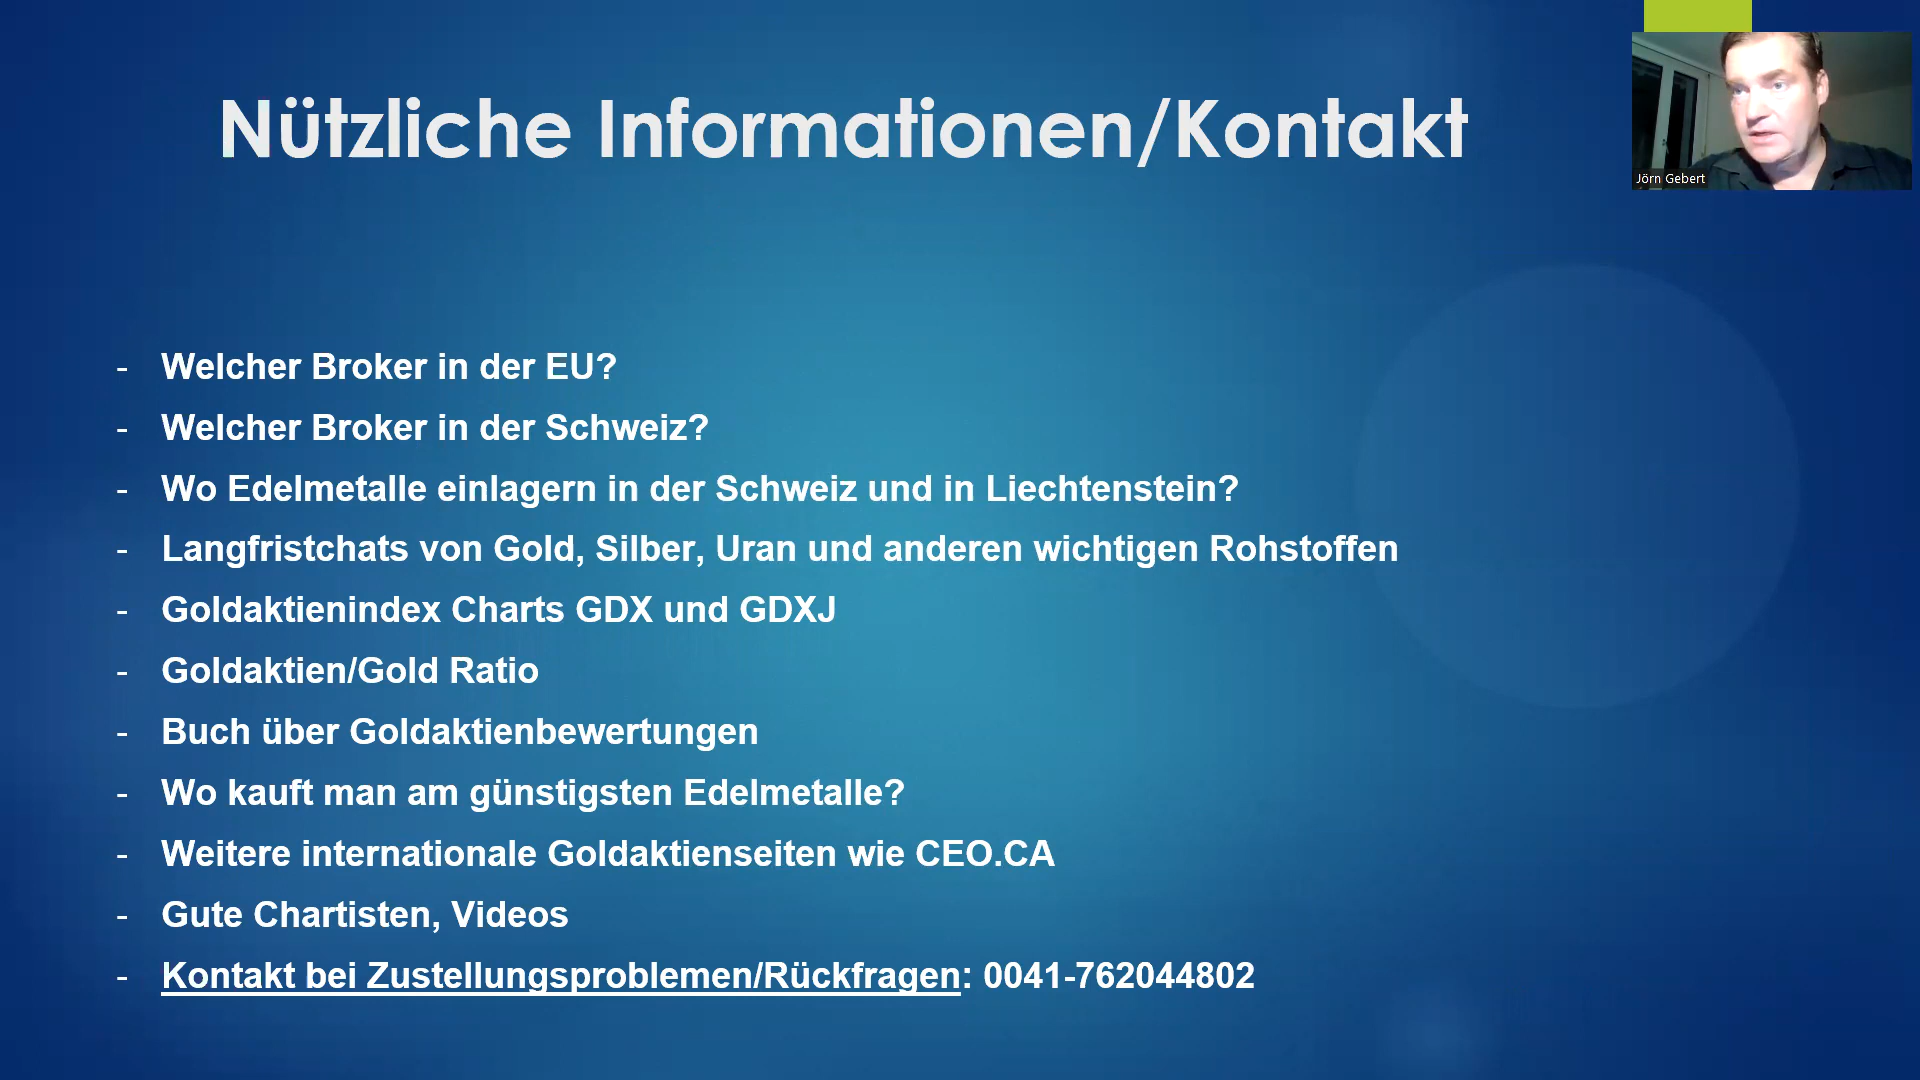 Nützliche Informationen/Kontakt
Jörn Gebert
- Welcher Broker in der EU?
- Welcher Broker in der Schweiz?
- Wo Edelmetalle einlagern in der Schweiz und in Liechtenstein?
- Langfristchats von Gold, Silber, Uran und anderen wichtigen Rohstoffen
- Goldaktienindex Charts GDX und GDXJ
- Goldaktien/Gold Ratio
- Buch über Goldaktienbewertungen
- Wo kauft man am günstigsten Edelmetalle?
- Weitere internationale Goldaktienseiten wie CEO.CA
- Gute Chartisten, Videos
- Kontakt bei Zustellungsproblemen/Rückfragen: 0041-762044802